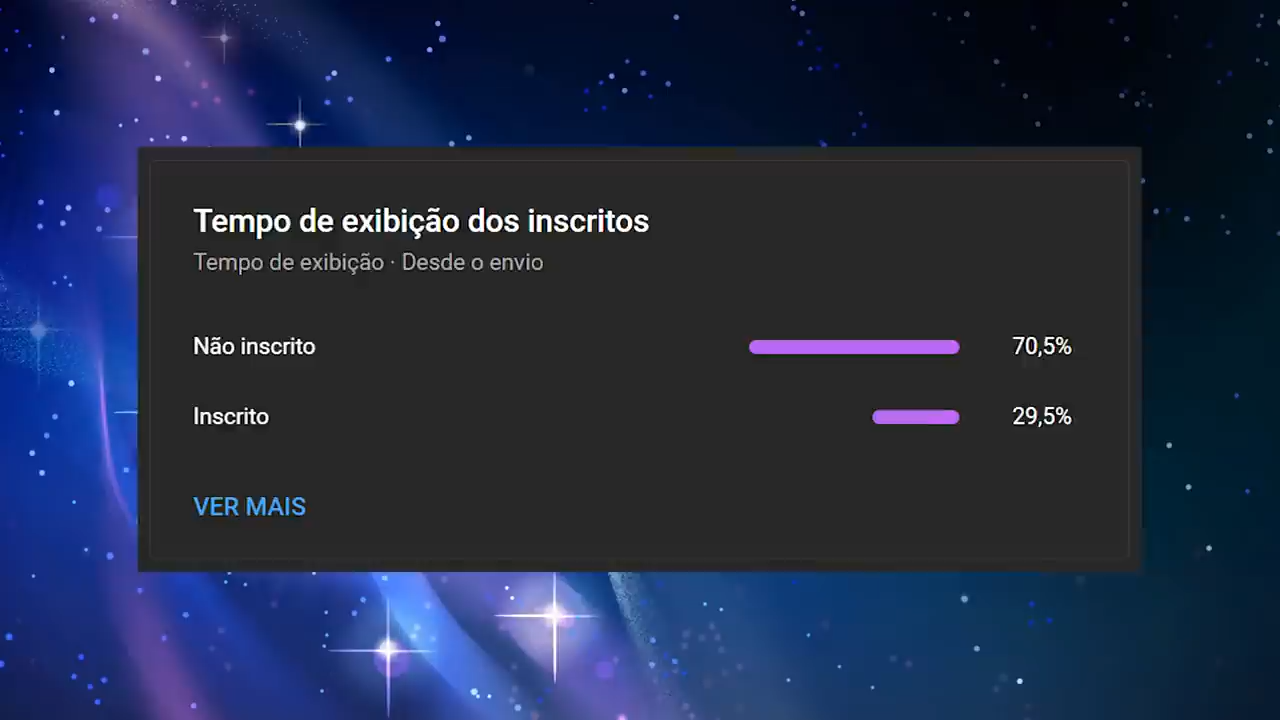 Tempo de exibição dos inscritos
Tempo de exibição · Desde o envio
Não inscrito 70,5%
Inscrito 29,5%
VER MAIS